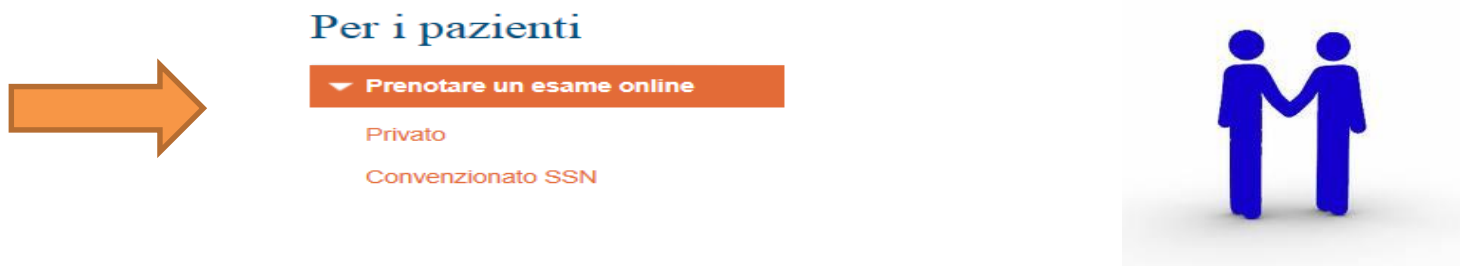 Per i pazienti
Prenotare un esame online
Privato
Convenzionato SSN